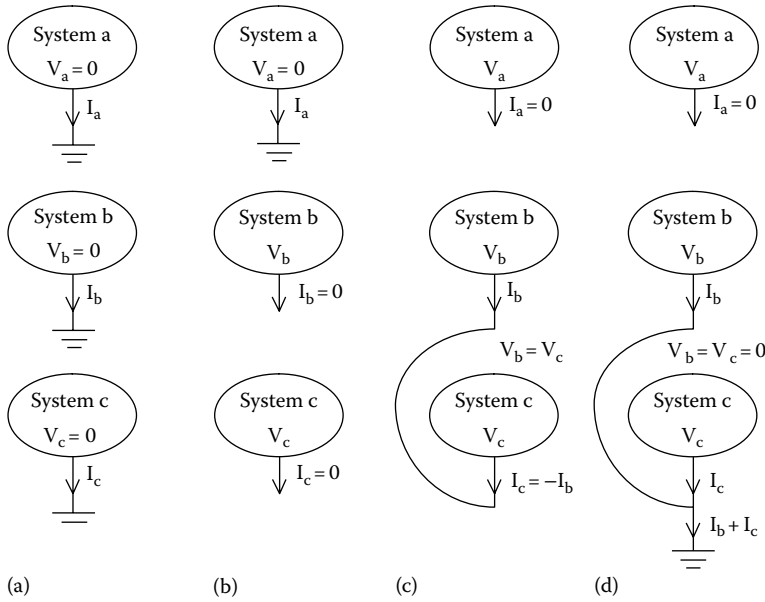 System a
V_a = 0
I_a
System b
V_b = 0
I_b
System c
V_c = 0
I_c
(a)
System a
V_a = 0
I_a
System b
V_b
I_b = 0
System c
V_c
I_c = 0
(b)
System a
V_a
I_a = 0
System b
V_b
I_b
V_b = V_c
System c
V_c
I_c = −I_b
(c)
System a
V_a
I_a = 0
System b
V_b
I_b
V_b = V_c = 0
System c
V_c
I_c
I_b + I_c
(d)